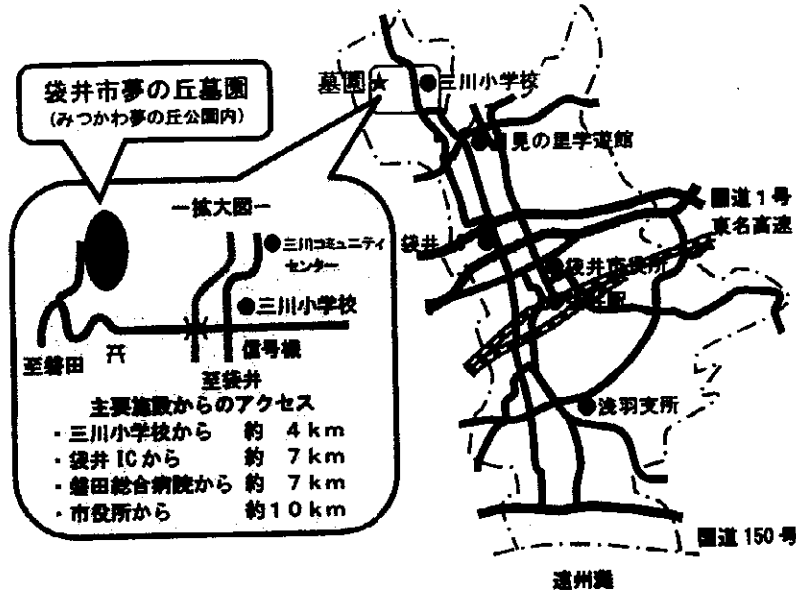 袋井市夢の丘墓園
(みつかわ夢の丘公園内)
墓園★
三川小学校
見の里学遊館
国道1号
東名高速
袋井
袋井市役所
浅羽支所
国道150号
遠州灘
―拡大図―
三川コミュニティ
センター
三川小学校
信号機
至磐田
至袋井
主要施設からのアクセス
・三川小学校から 約 4km
・袋井ICから 約 7km
・磐田総合病院から 約 7km
・市役所から 約10km